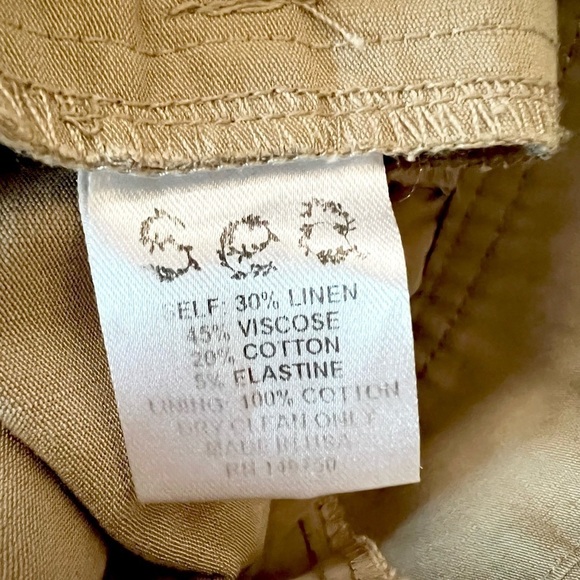 SELF: 30% LINEN
45% VISCOSE
20% COTTON
5% ELASTINE
LINING: 100% COTTON
DRY CLEAN ONLY
MADE IN USA
RN